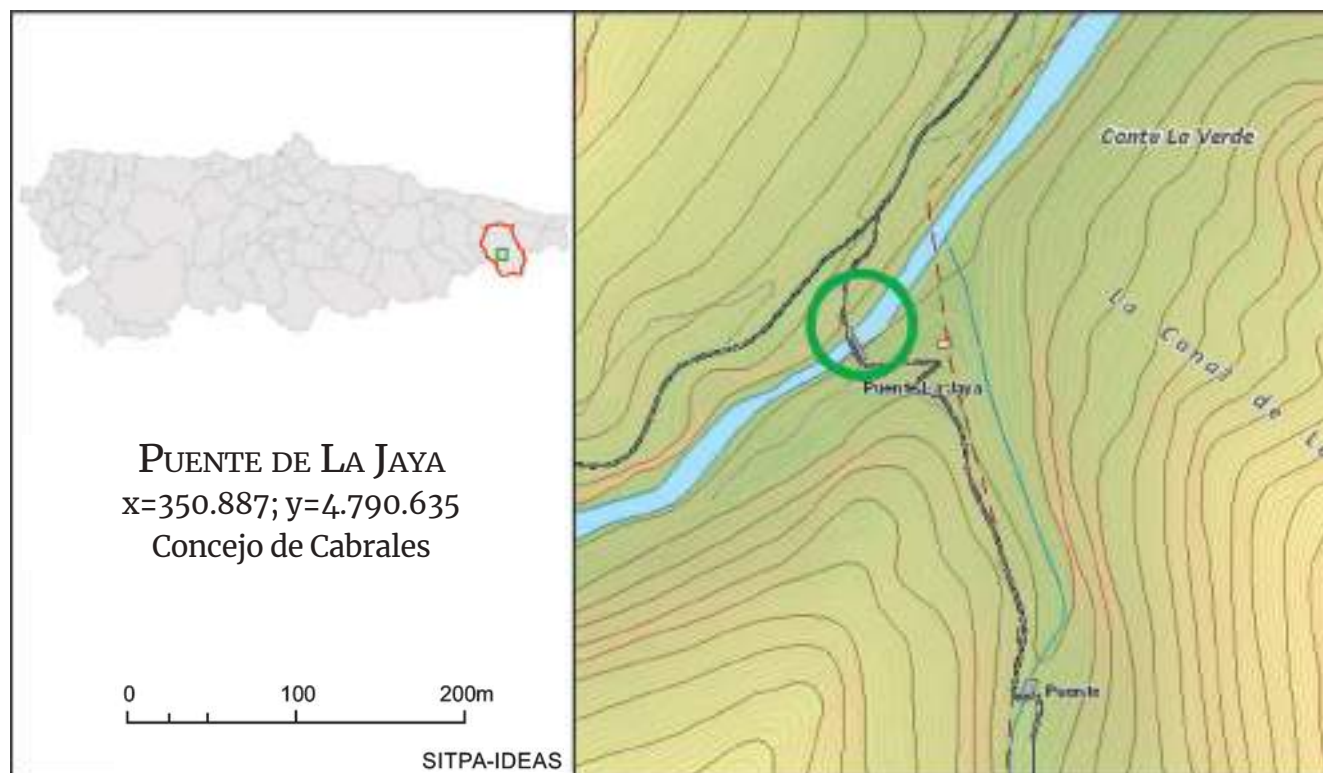 PUENTE DE LA JAYA
x=350.887; y=4.790.635
Concejo de Cabrales
0 100 200m
SITPA-IDEAS
Cantu La Verde
La Canal de
Puente La Jaya
Puente